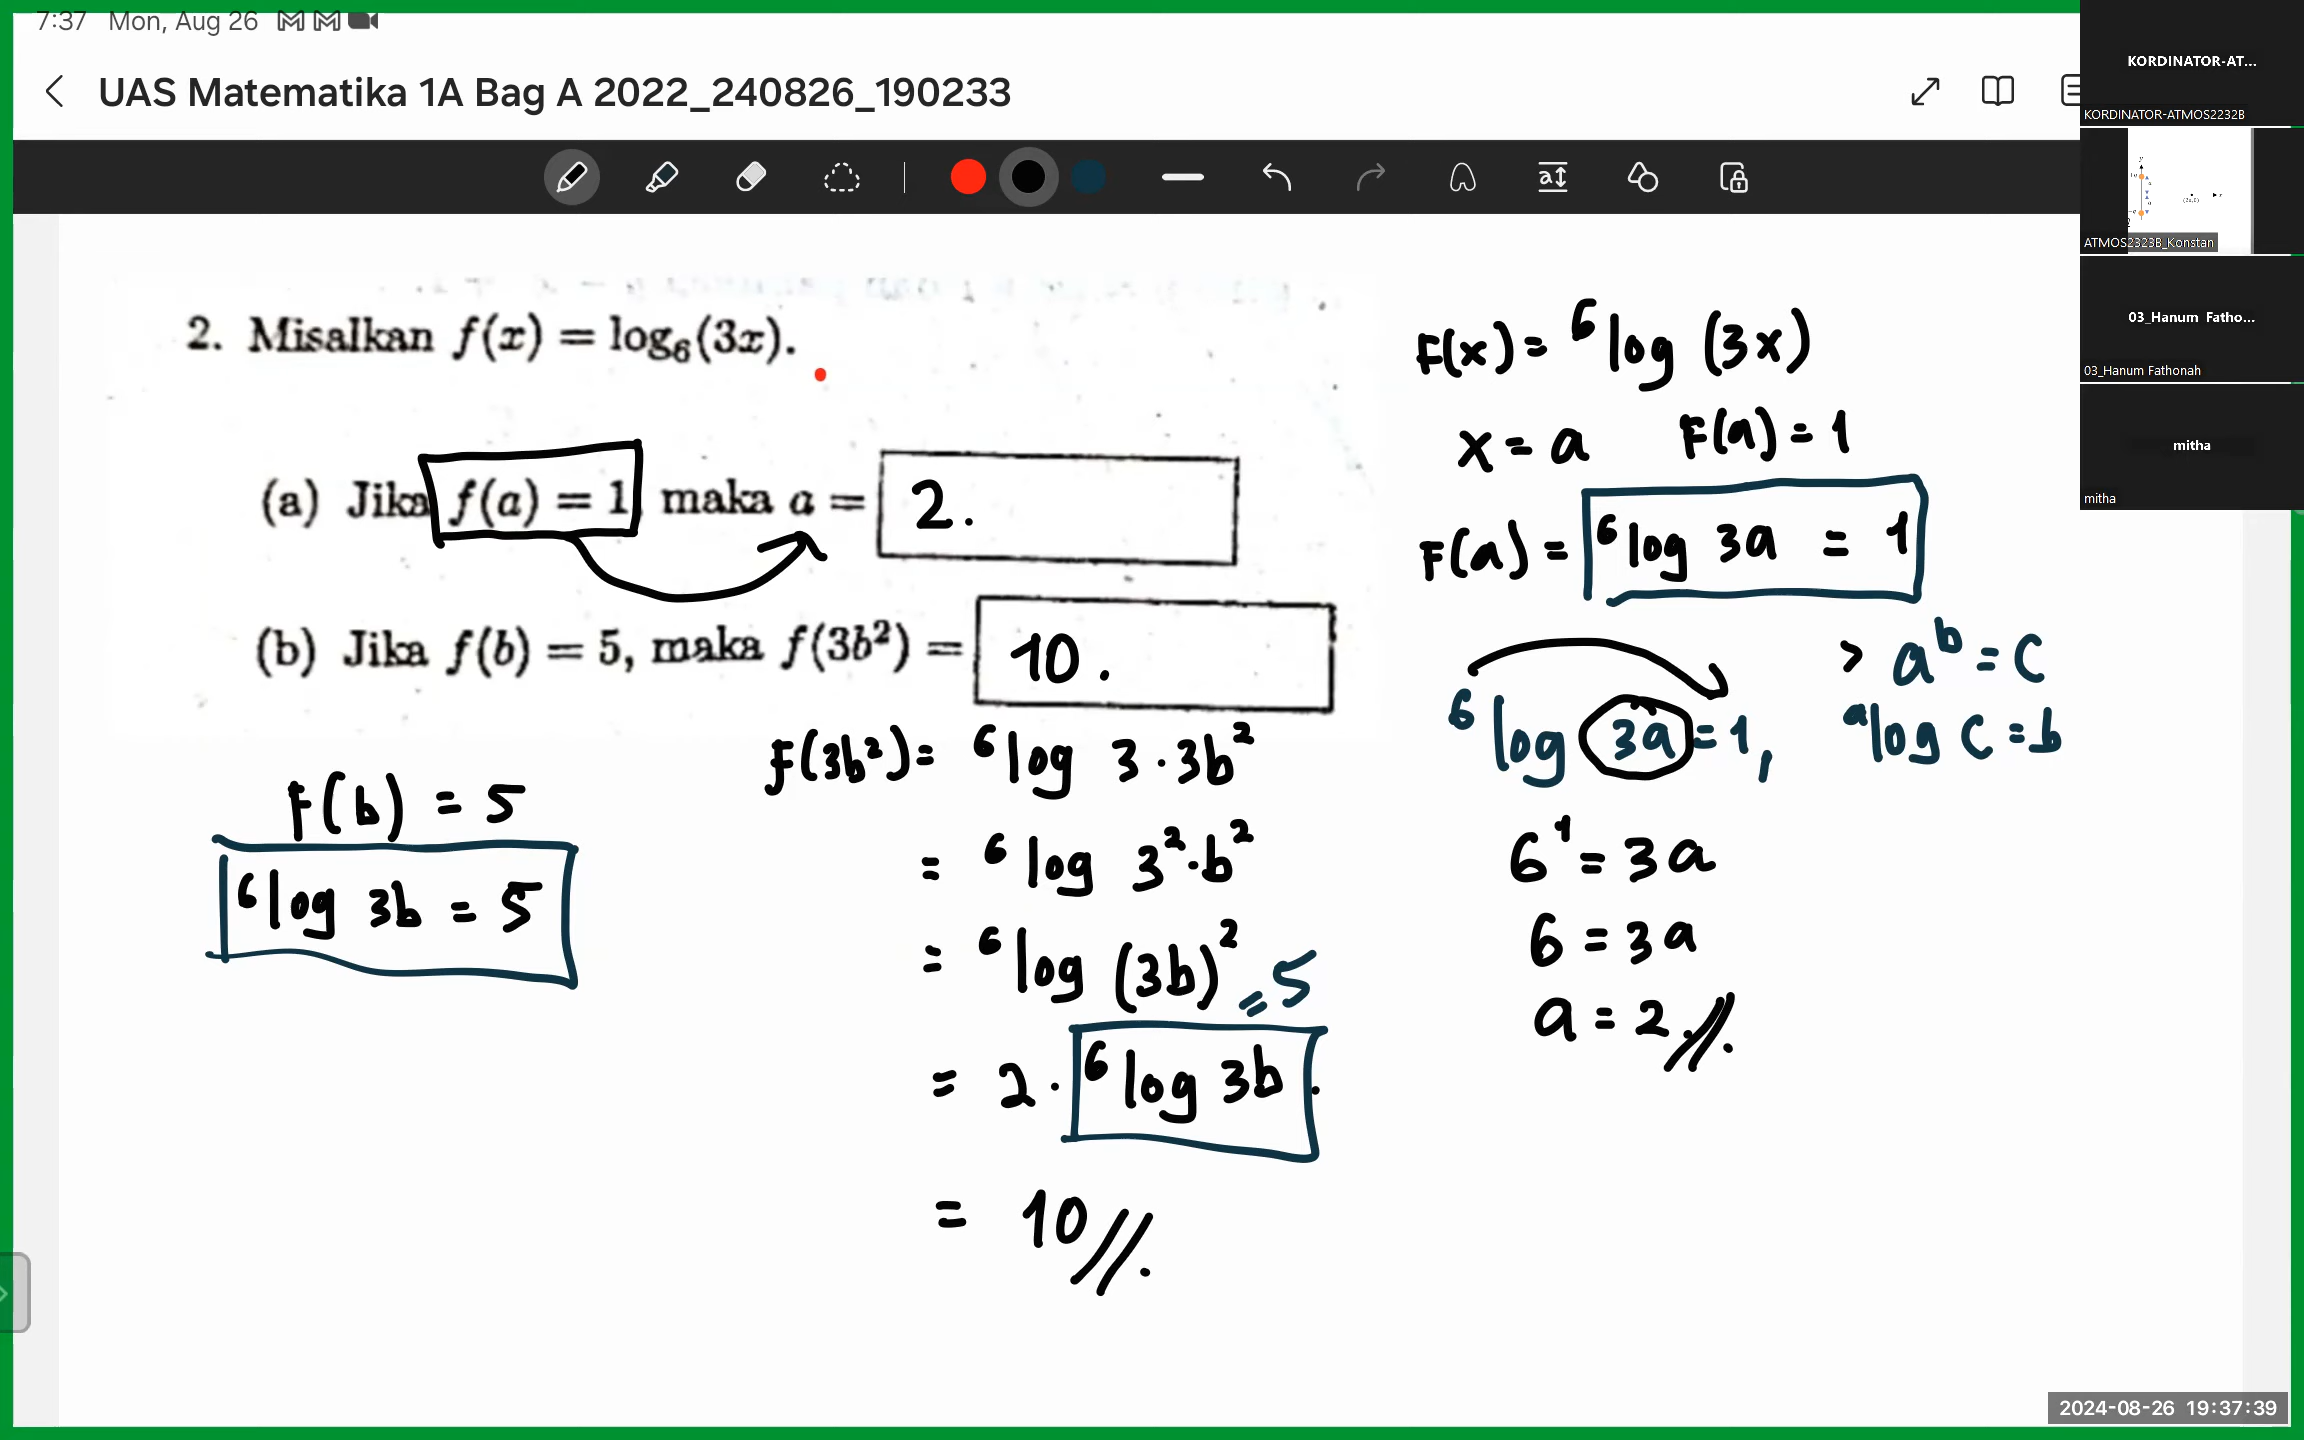 7:37 Mon, Aug 26
UAS Matematika 1A Bag A 2022_240826_190233
KORDINATOR-AT...
KORDINATOR-ATMOS2232B
ATMOS2323B_Konstan
03_Hanum Fatho...
03_Hanum Fathonah
mitha
mitha
2. Misalkan f(x) = log₆(3x).
(a) Jika f(a) = 1, maka a = 2.
(b) Jika f(b) = 5, maka f(3b²) = 10.
F(b) = 5
⁶log 3b = 5
F(3b²) = ⁶log 3·3b²
= ⁶log 3²·b²
= ⁶log (3b)²
= 5
= 2 · ⁶log 3b.
= 10//.
F(x) = ⁶log (3x)
x = a F(a) = 1
F(a) = ⁶log 3a = 1
⁶log 3a = 1,
> aᵇ = c
ᵃlog c = b
6¹ = 3a
6 = 3a
a = 2//.
2024-08-26 19:37:39